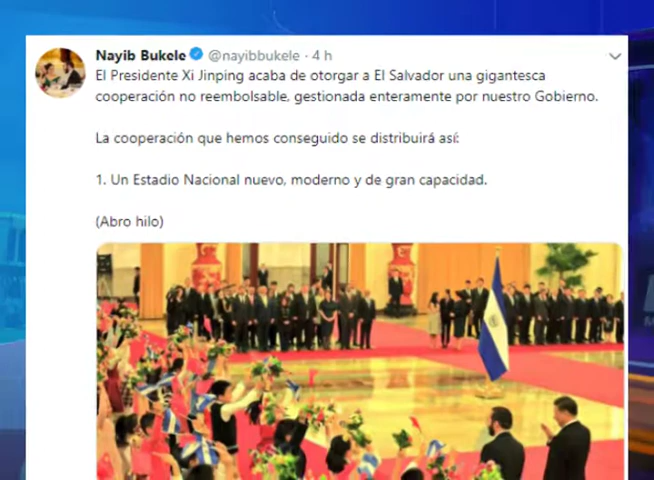 Nayib Bukele @nayibbukele · 4 h
El Presidente Xi Jinping acaba de otorgar a El Salvador una gigantesca
cooperación no reembolsable, gestionada enteramente por nuestro Gobierno.
La cooperación que hemos conseguido se distribuirá así:
1. Un Estadio Nacional nuevo, moderno y de gran capacidad.
(Abro hilo)